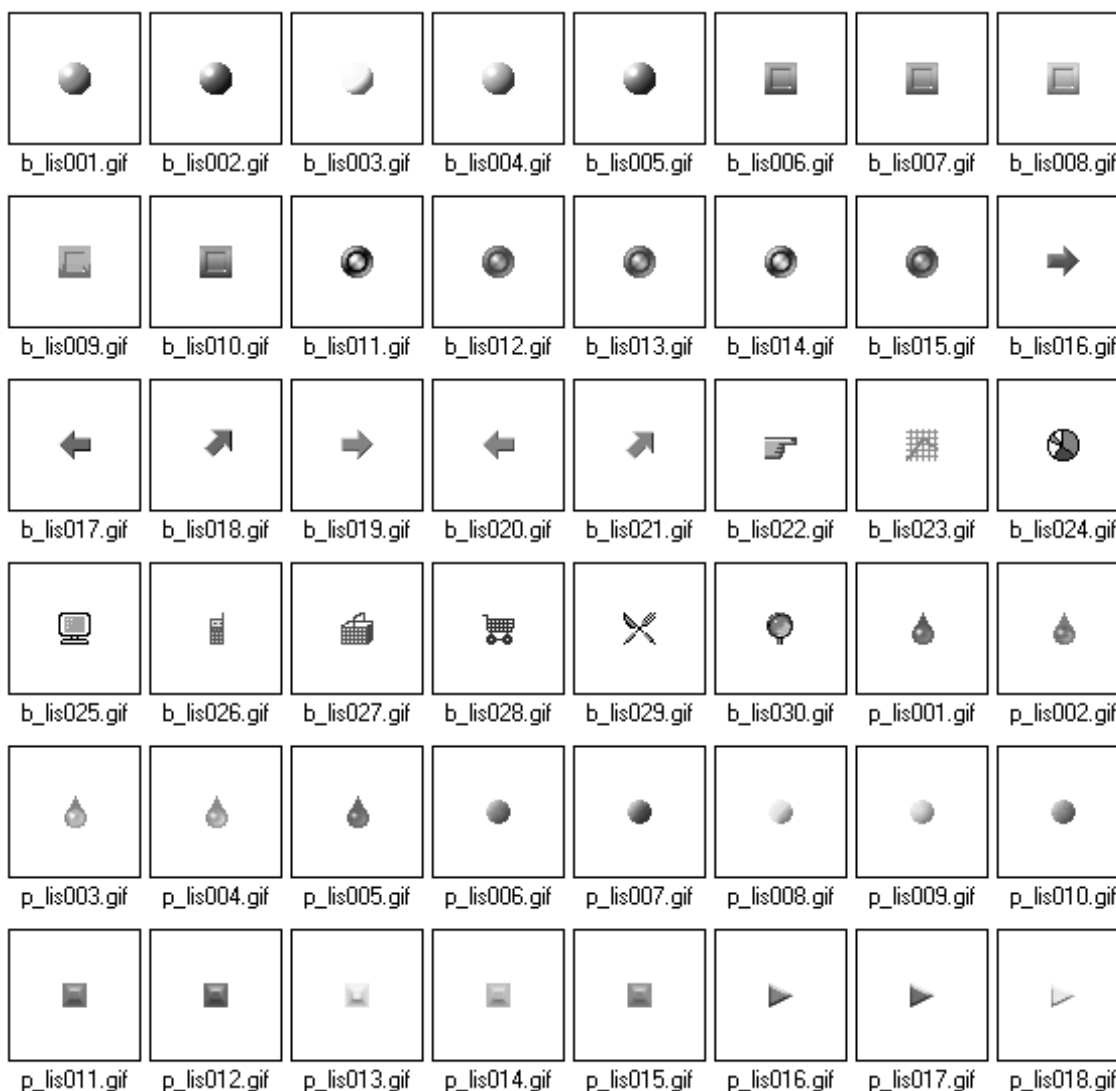 b_lis001.gif b_lis002.gif b_lis003.gif b_lis004.gif b_lis005.gif b_lis006.gif b_lis007.gif b_lis008.gif
b_lis009.gif b_lis010.gif b_lis011.gif b_lis012.gif b_lis013.gif b_lis014.gif b_lis015.gif b_lis016.gif
b_lis017.gif b_lis018.gif b_lis019.gif b_lis020.gif b_lis021.gif b_lis022.gif b_lis023.gif b_lis024.gif
b_lis025.gif b_lis026.gif b_lis027.gif b_lis028.gif b_lis029.gif b_lis030.gif p_lis001.gif p_lis002.gif
p_lis003.gif p_lis004.gif p_lis005.gif p_lis006.gif p_lis007.gif p_lis008.gif p_lis009.gif p_lis010.gif
p_lis011.gif p_lis012.gif p_lis013.gif p_lis014.gif p_lis015.gif p_lis016.gif p_lis017.gif p_lis018.gif